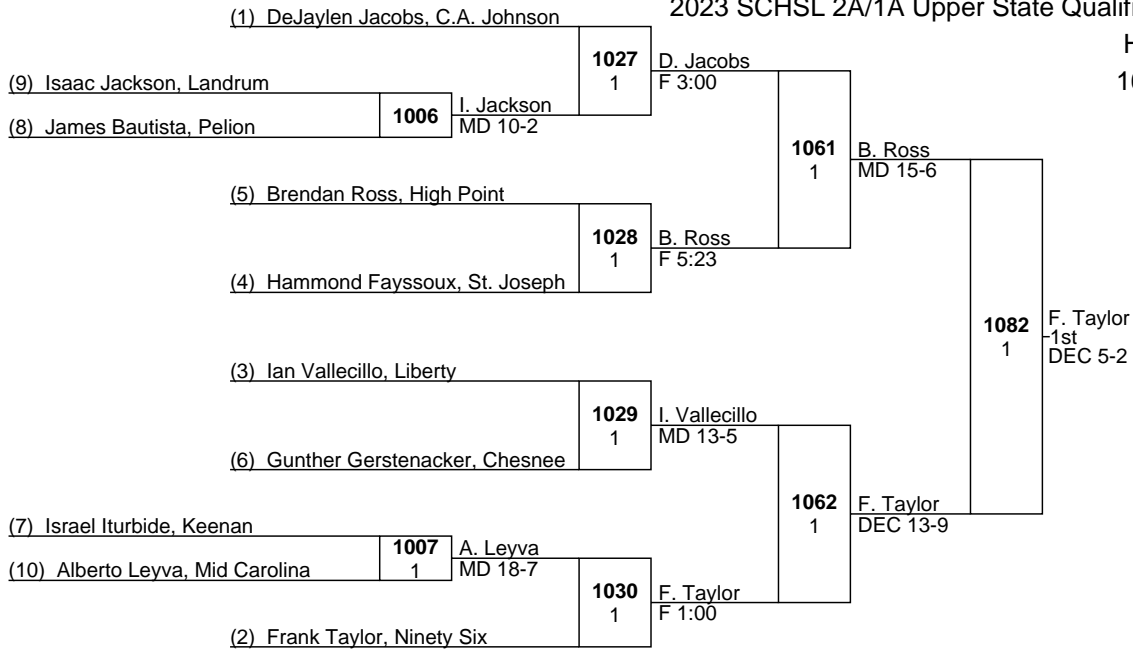 2023 SCHSL 2A/1A Upper State Qualifi
H
10
(1) DeJaylen Jacobs, C.A. Johnson
1027
1
D. Jacobs
F 3:00
(9) Isaac Jackson, Landrum
1006
I. Jackson
MD 10-2
(8) James Bautista, Pelion
1061
1
B. Ross
MD 15-6
(5) Brendan Ross, High Point
1028
1
B. Ross
F 5:23
(4) Hammond Fayssoux, St. Joseph
1082
1
F. Taylor
1st
DEC 5-2
(3) Ian Vallecillo, Liberty
1029
1
I. Vallecillo
MD 13-5
(6) Gunther Gerstenacker, Chesnee
1062
1
F. Taylor
DEC 13-9
(7) Israel Iturbide, Keenan
1007
1
A. Leyva
MD 18-7
(10) Alberto Leyva, Mid Carolina
1030
1
F. Taylor
F 1:00
(2) Frank Taylor, Ninety Six